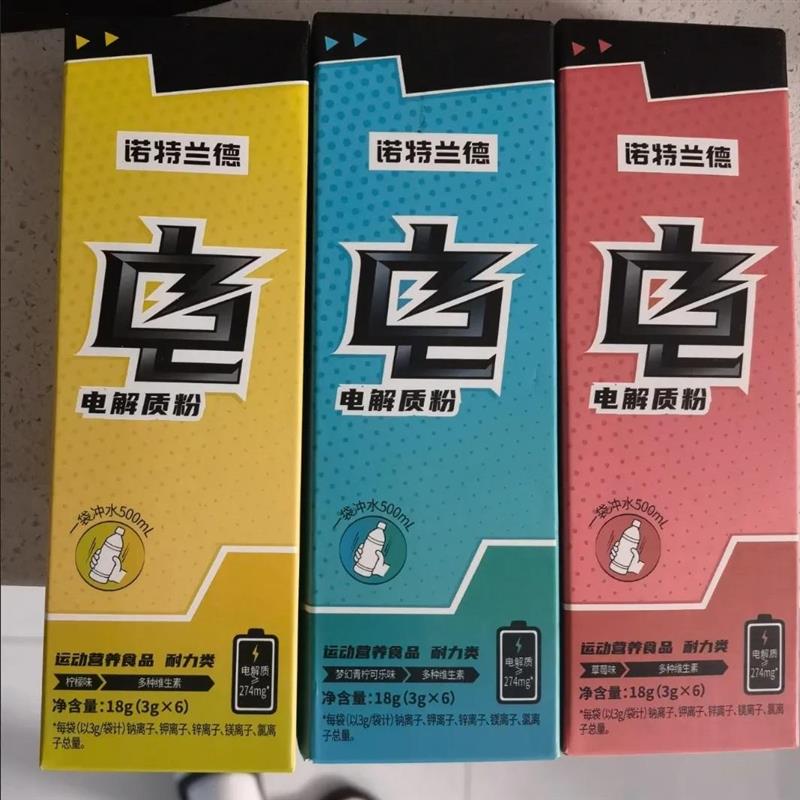 诺特兰德
电
电解质粉
一袋冲水500mL
运动营养食品 耐力类
柠檬味 多种维生素
净含量:18g(3g×6)
*每袋(以3g/袋计)钠离子、钾离子、锌离子、镁离子、氯离
子总量。
电解质
≥
274mg*
诺特兰德
电
电解质粉
一袋冲水500mL
运动营养食品 耐力类
梦幻青柠可乐味 多种维生素
净含量:18g(3g×6)
*每袋(以3g/袋计)钠离子、钾离子、锌离子、镁离子、氯离
子总量。
电解质
≥
274mg*
诺特兰德
电
电解质粉
一袋冲水500mL
运动营养食品 耐力类
草莓味 多种维生素
净含量:18g(3g×6)
*每袋(以3g/袋计)钠离子、钾离子、锌离子、镁离子、氯离
子总量。
电解质
≥
274mg*